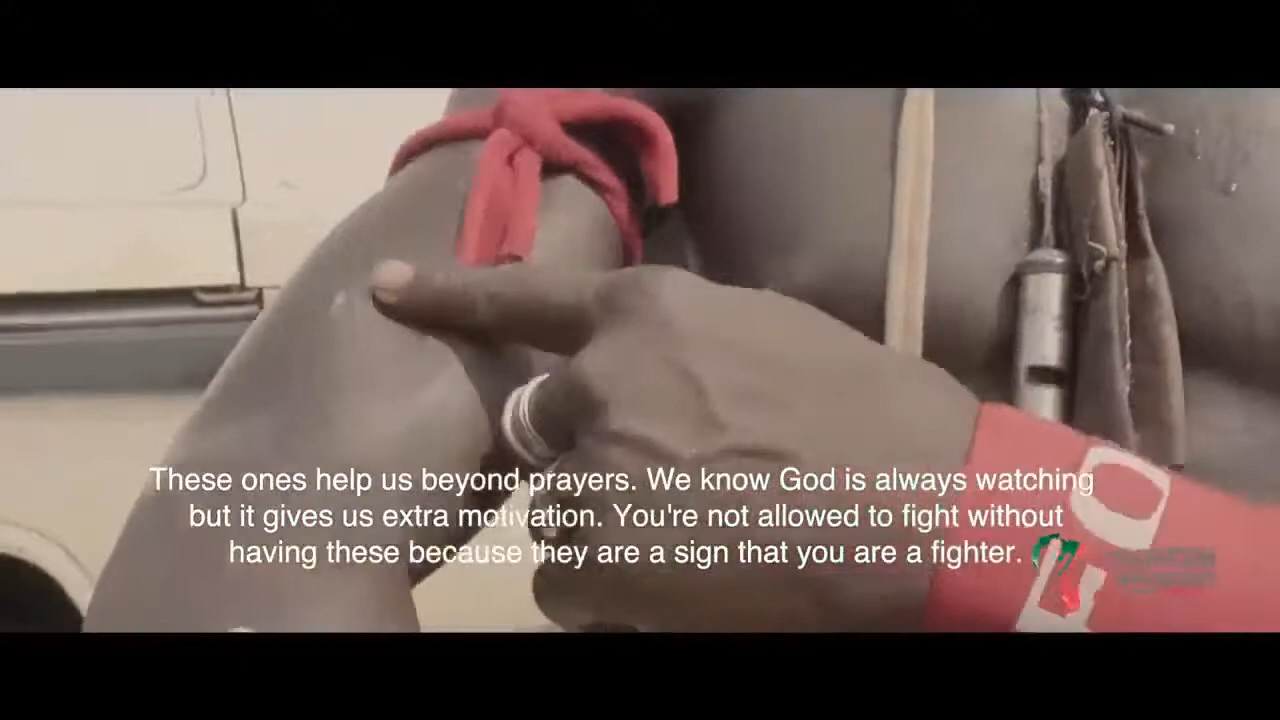 These ones help us beyond prayers. We know God is always watching
but it gives us extra motivation. You're not allowed to fight without
having these because they are a sign that you are a fighter.